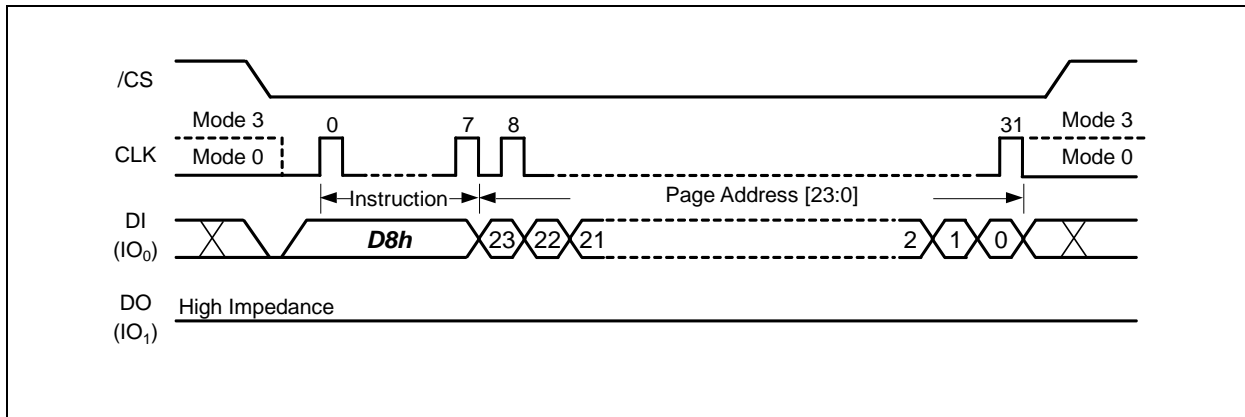 /CS
Mode 3 0 7 8 31 Mode 3
CLK Mode 0 Mode 0
Instruction Page Address [23:0]
DI
(IO₀) D8h 23 22 21 2 1 0
DO High Impedance
(IO₁)